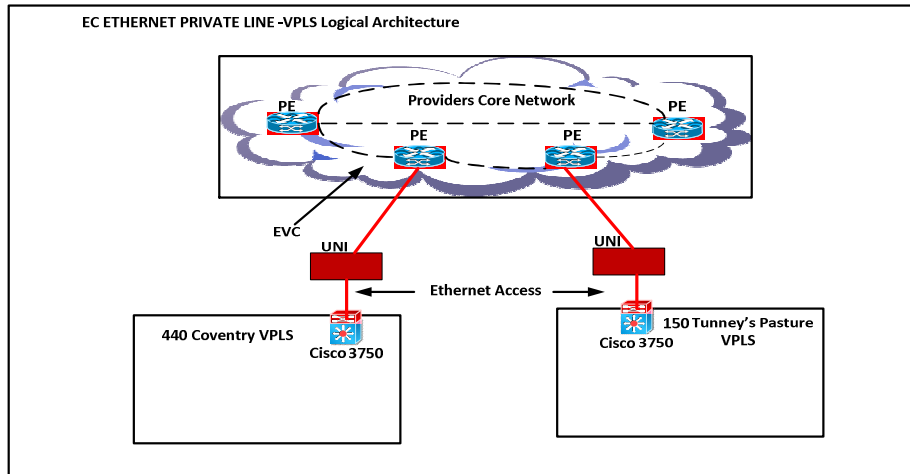 EC ETHERNET PRIVATE LINE -VPLS Logical Architecture
Providers Core Network
PE
PE
PE
PE
EVC
UNI
UNI
Ethernet Access
440 Coventry VPLS
Cisco 3750
150 Tunney's Pasture
VPLS
Cisco 3750